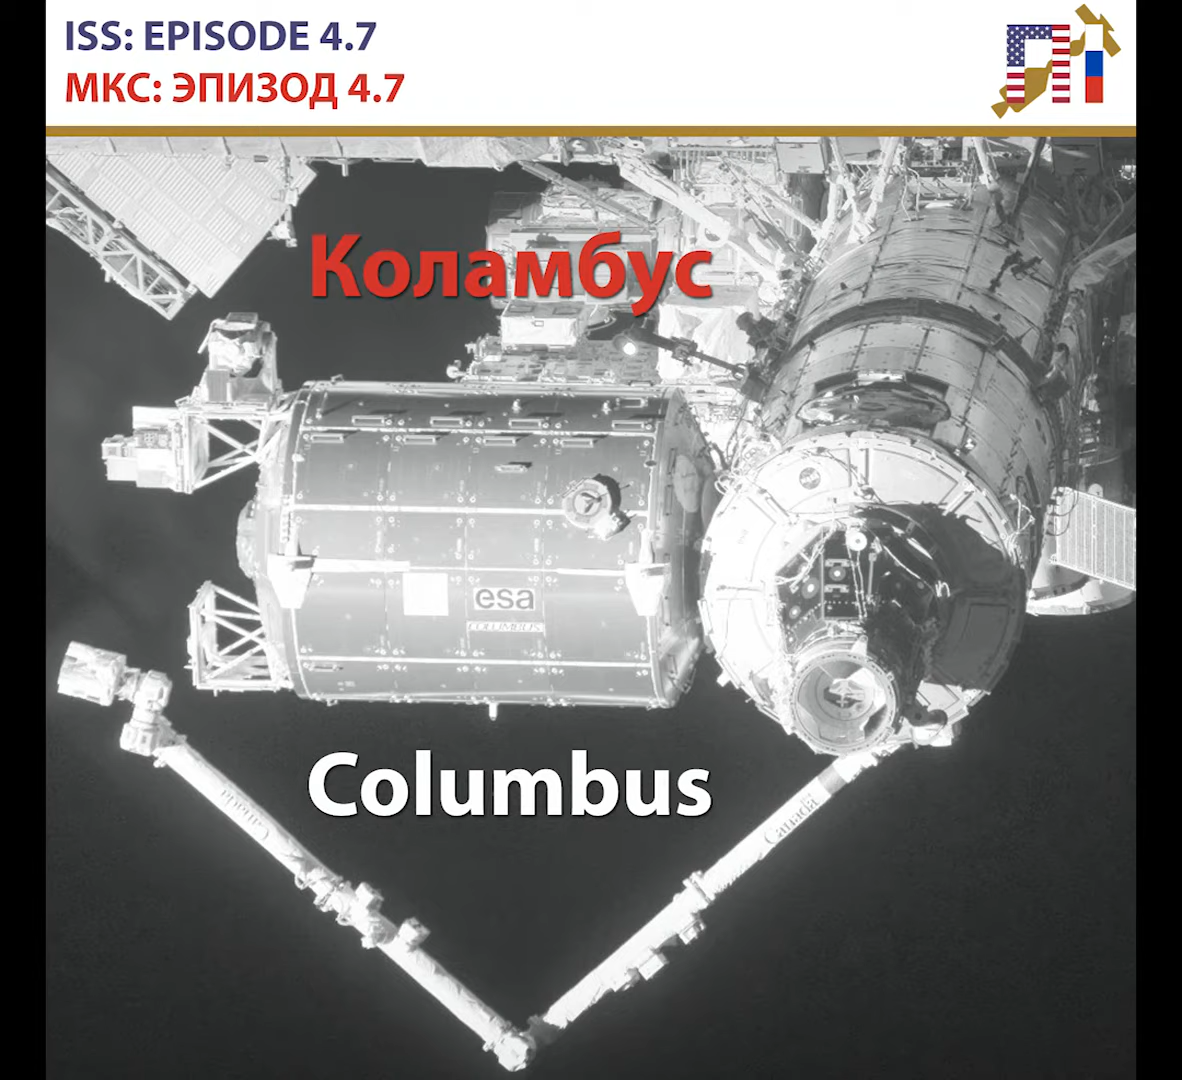 ISS: EPISODE 4.7
МКС: ЭПИЗОД 4.7
Коламбус
esa
COLUMBUS
Columbus
Canada
Canada